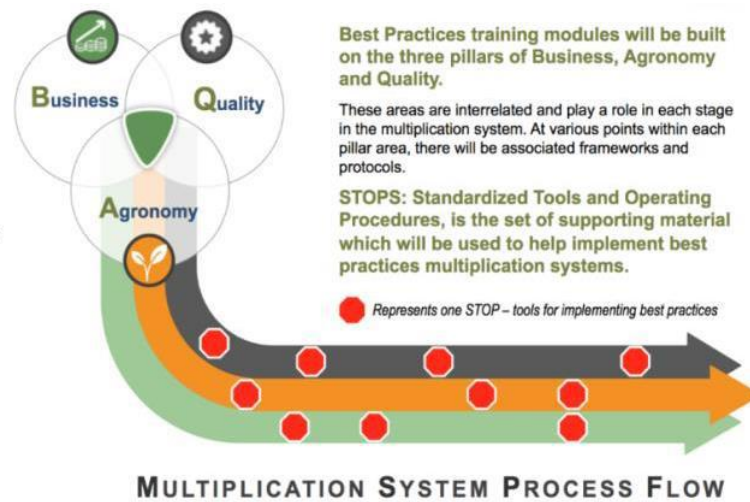 Business
Quality
Agronomy
Best Practices training modules will be built
on the three pillars of Business, Agronomy
and Quality.
These areas are interrelated and play a role in each stage
in the multiplication system. At various points within each
pillar area, there will be associated frameworks and
protocols.
STOPS: Standardized Tools and Operating
Procedures, is the set of supporting material
which will be used to help implement best
practices multiplication systems.
Represents one STOP – tools for implementing best practices
MULTIPLICATION SYSTEM PROCESS FLOW